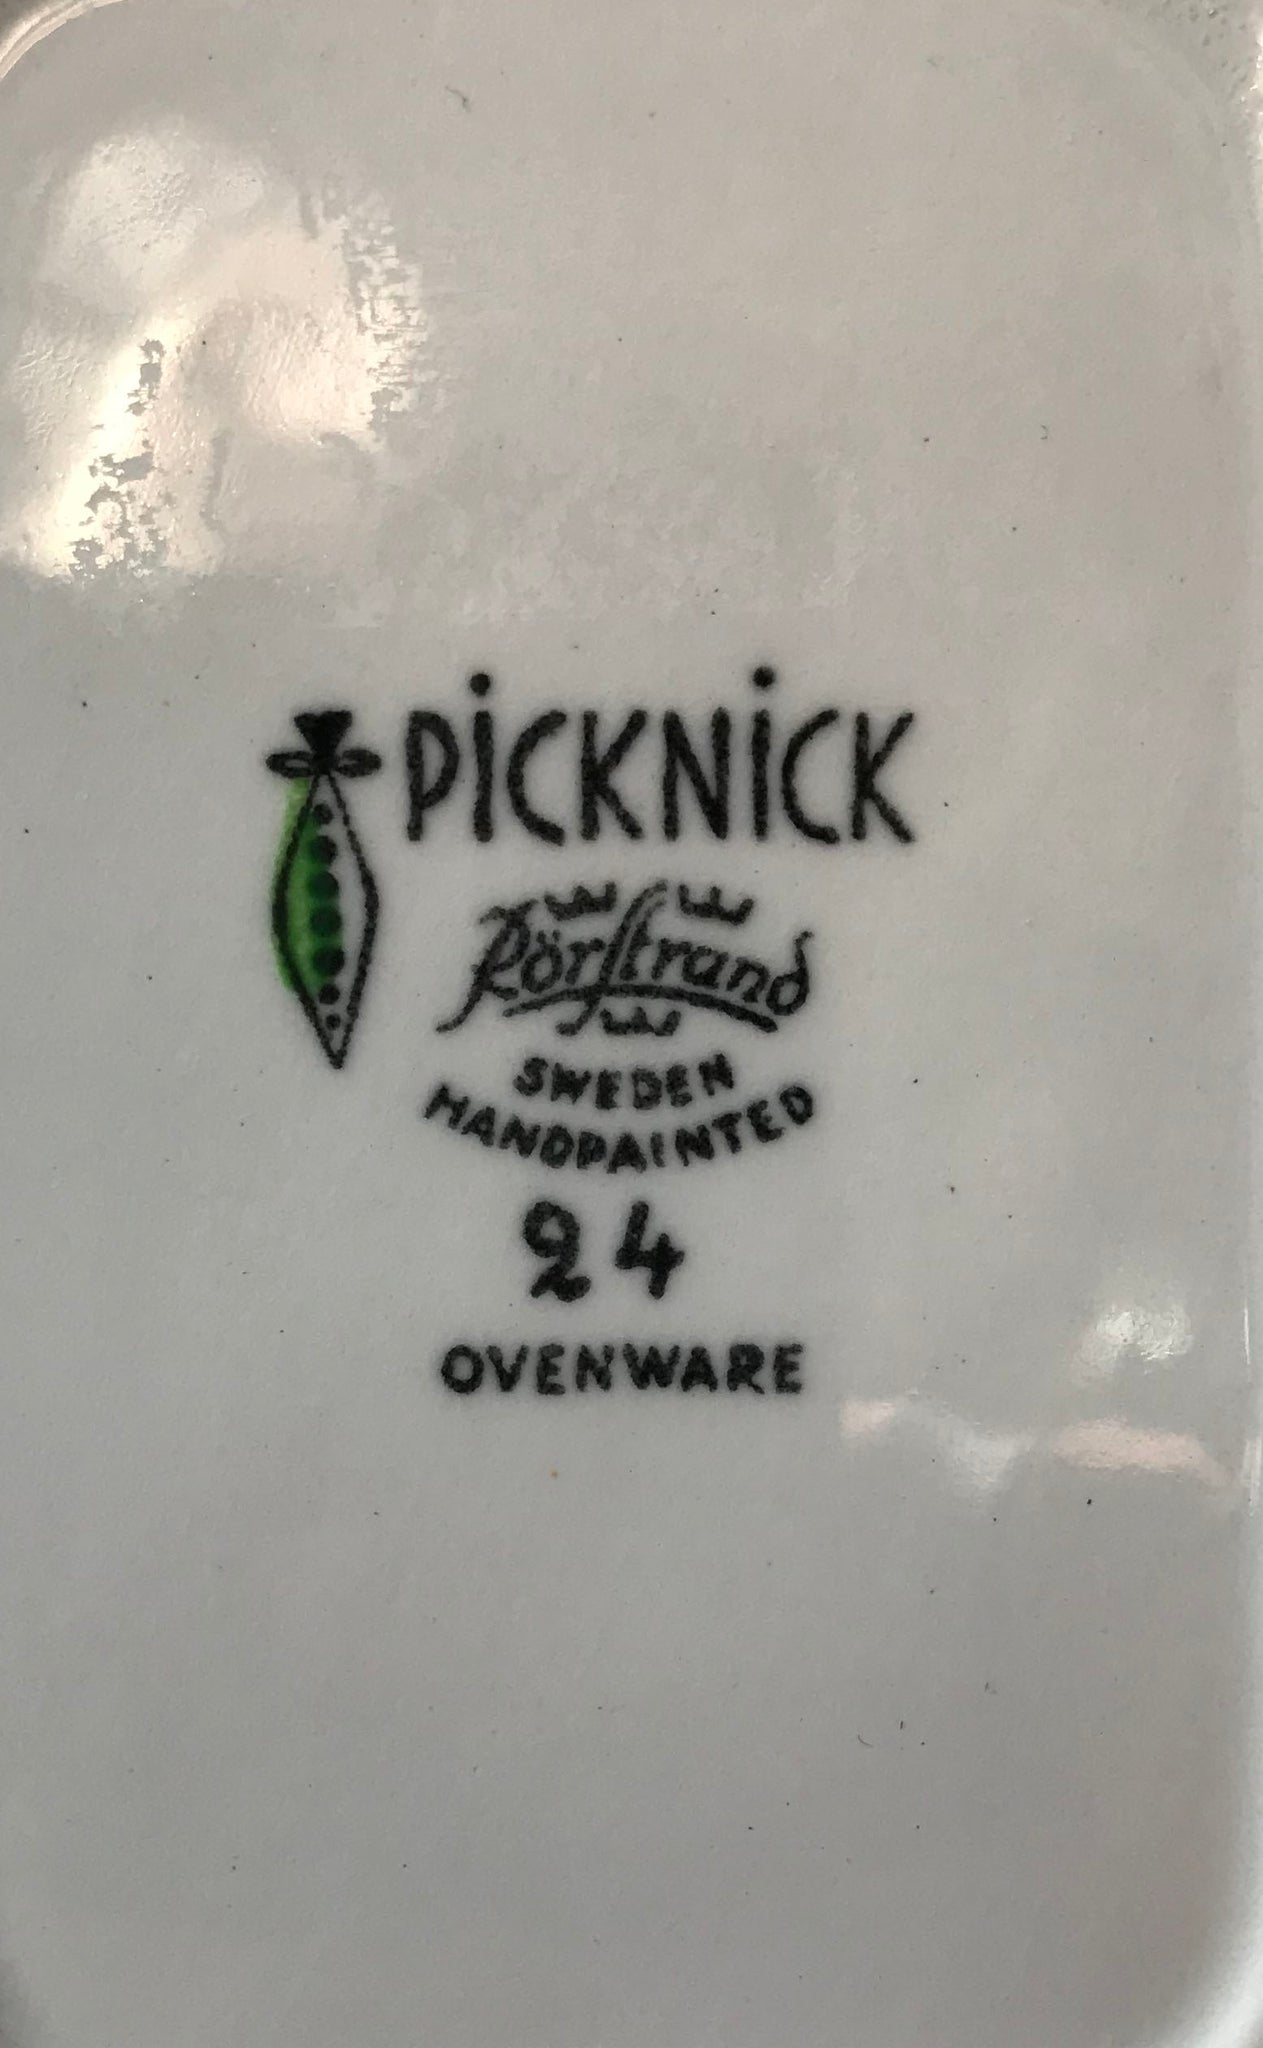 PiCKNiCK
Rörstrand
SWEDEN
HANDPAINTED
24
OVENWARE